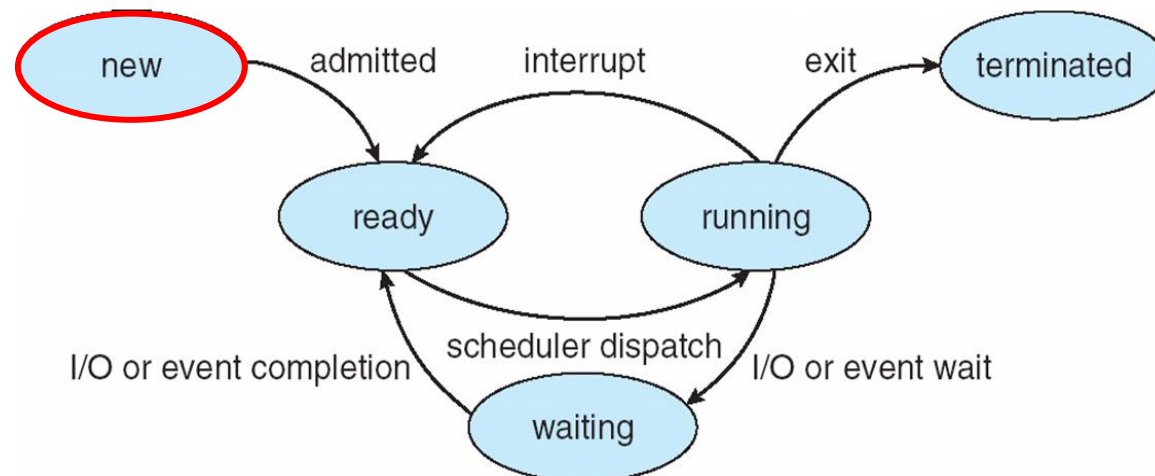 new
admitted
interrupt
exit
terminated
ready
running
scheduler dispatch
I/O or event completion
I/O or event wait
waiting